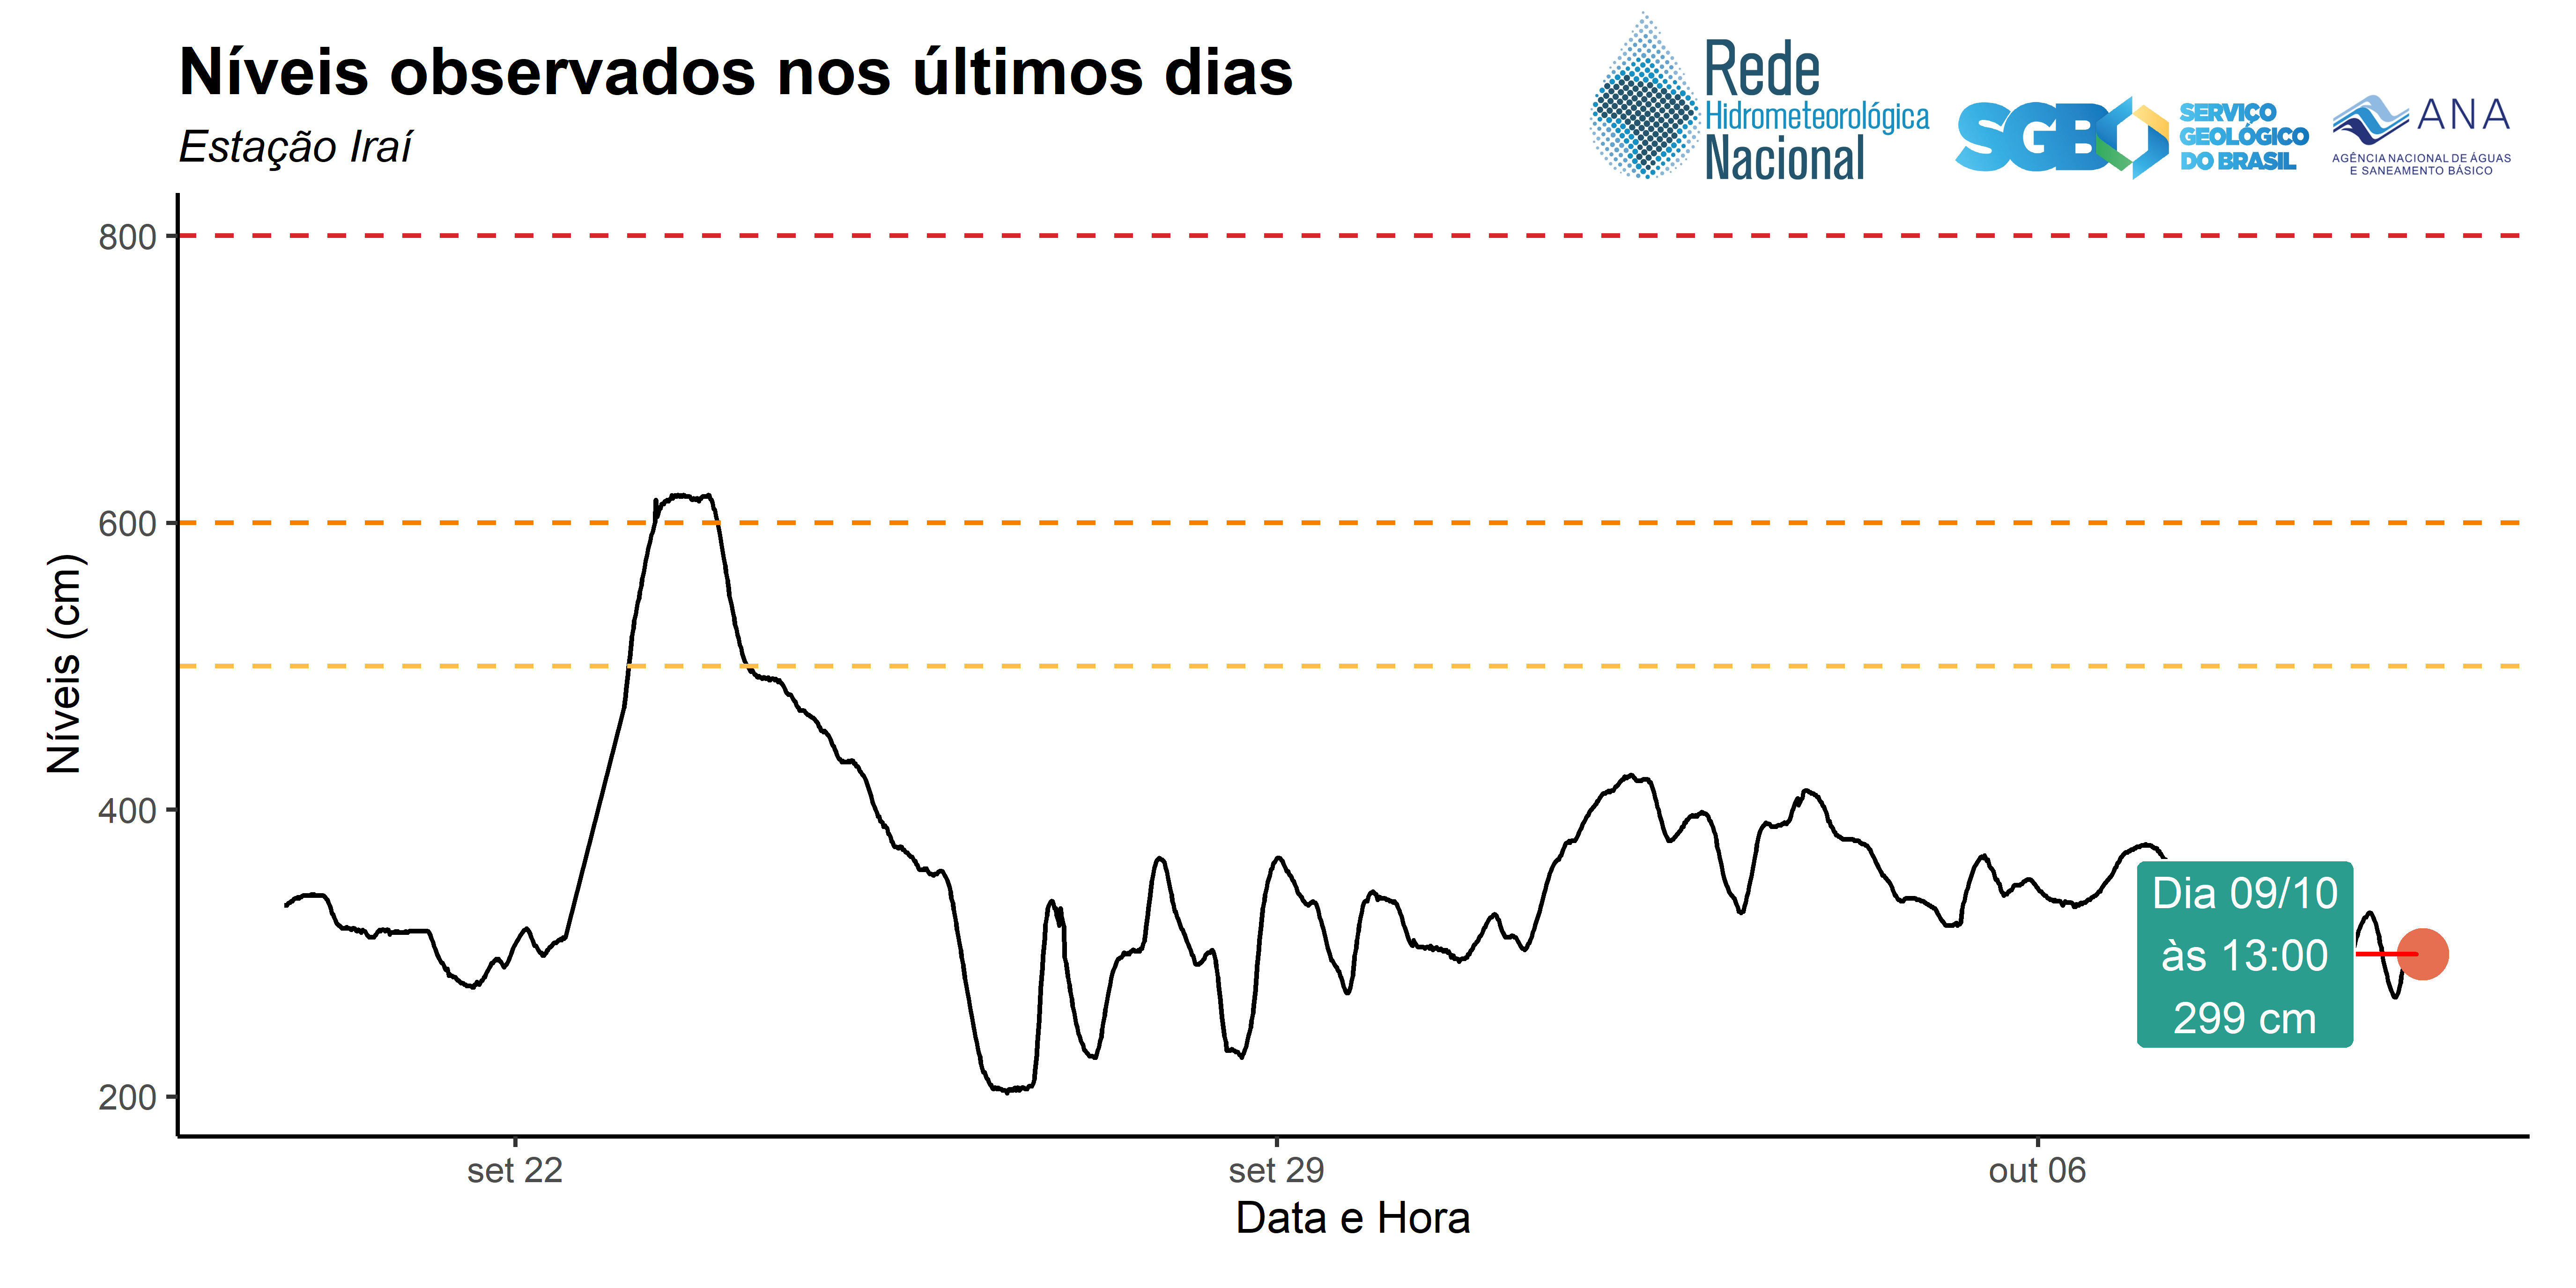 Níveis observados nos últimos dias
Estação Iraí
Rede
Hidrometeorológica
Nacional
SGB
SERVIÇO
GEOLÓGICO
DO BRASIL
ANA
AGÊNCIA NACIONAL DE ÁGUAS
E SANEAMENTO BÁSICO
800
600
400
200
Níveis (cm)
Dia 09/10
às 13:00
299 cm
set 22
set 29
out 06
Data e Hora